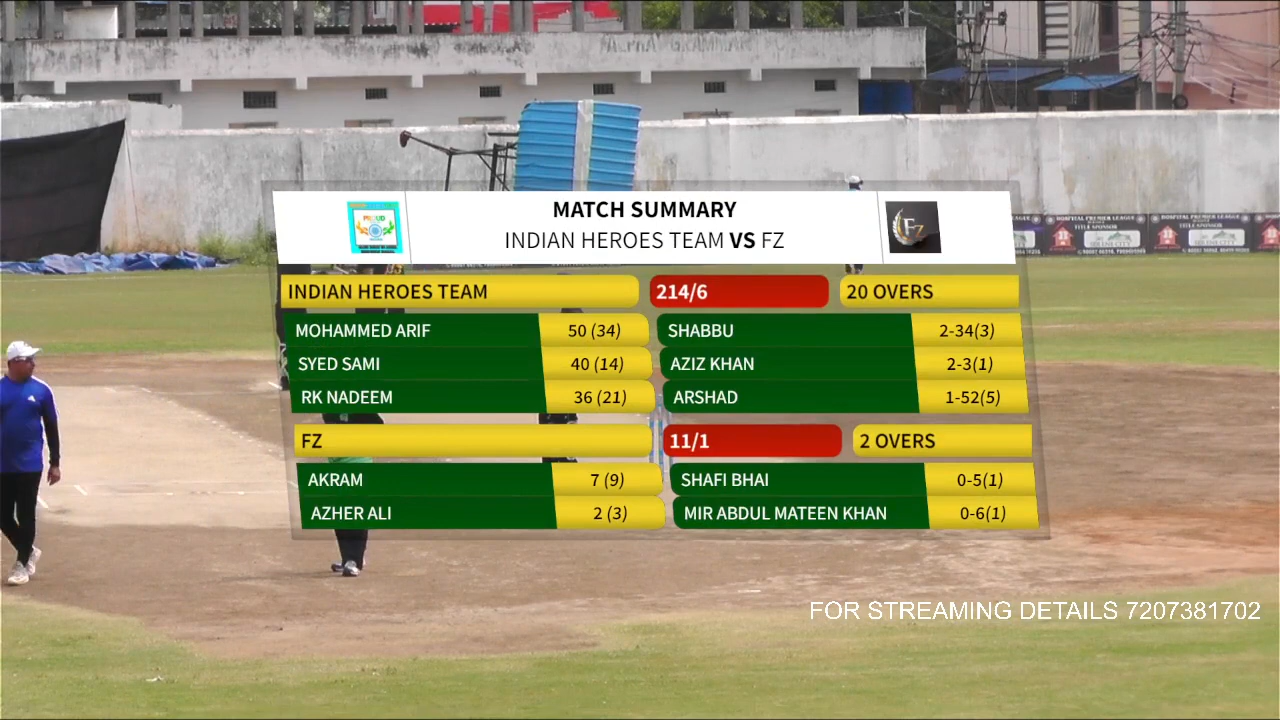 MATCH SUMMARY
INDIAN HEROES TEAM VS FZ
INDIAN HEROES TEAM 214/6 20 OVERS
MOHAMMED ARIF 50 (34) SHABBU 2-34(3)
SYED SAMI 40 (14) AZIZ KHAN 2-3(1)
RK NADEEM 36 (21) ARSHAD 1-52(5)
FZ 11/1 2 OVERS
AKRAM 7 (9) SHAFI BHAI 0-5(1)
AZHER ALI 2 (3) MIR ABDUL MATEEN KHAN 0-6(1)
FOR STREAMING DETAILS 7207381702